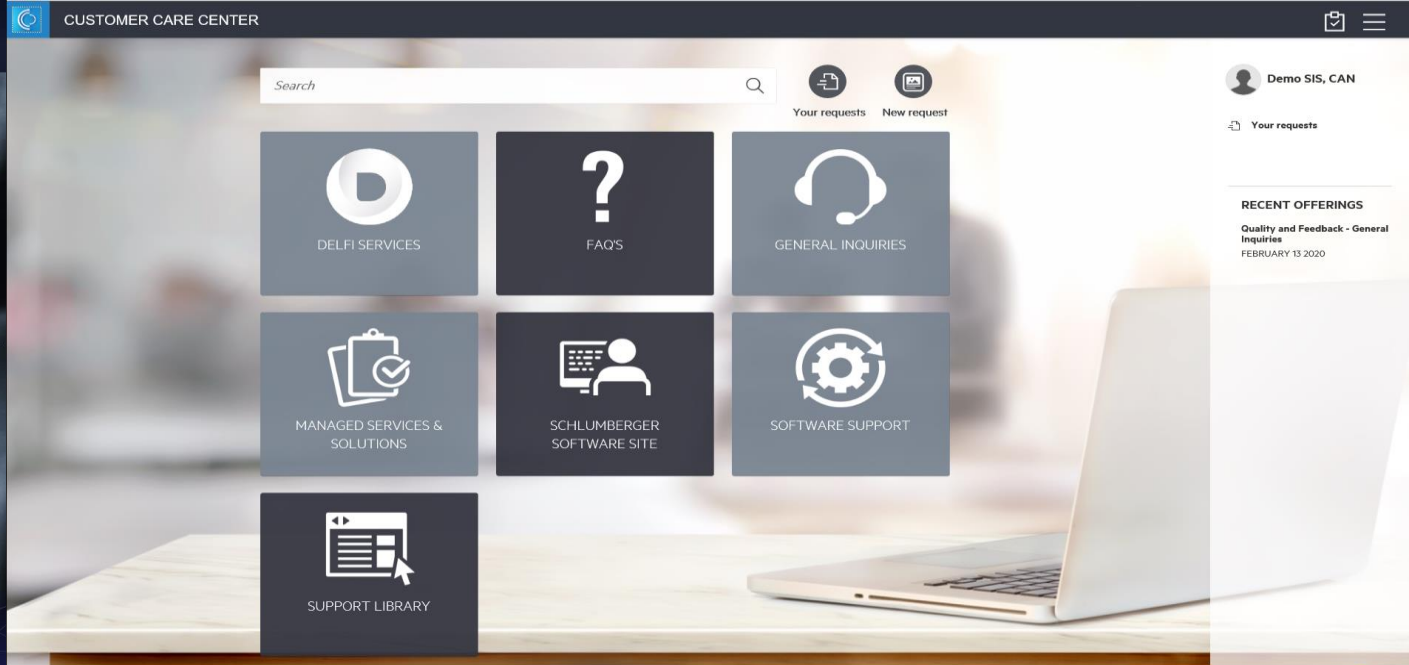 CUSTOMER CARE CENTER
Search
Your requests
New request
Demo SIS, CAN
Your requests
DELFI SERVICES
?
FAQ'S
GENERAL INQUIRIES
RECENT OFFERINGS
Quality and Feedback - General
Inquiries
FEBRUARY 13 2020
MANAGED SERVICES &
SOLUTIONS
SCHLUMBERGER
SOFTWARE SITE
SOFTWARE SUPPORT
SUPPORT LIBRARY